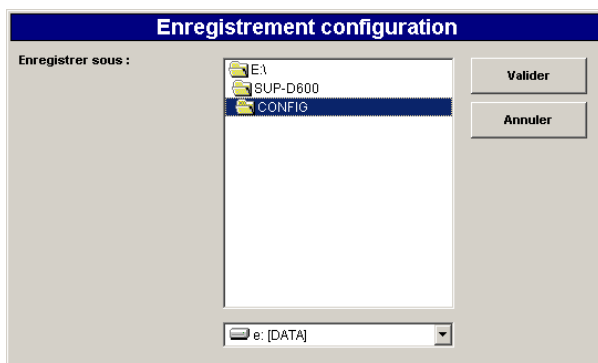 Enregistrement configuration
Enregistrer sous :
E:\
SUP-D600
CONFIG
Valider
Annuler
e: [DATA]